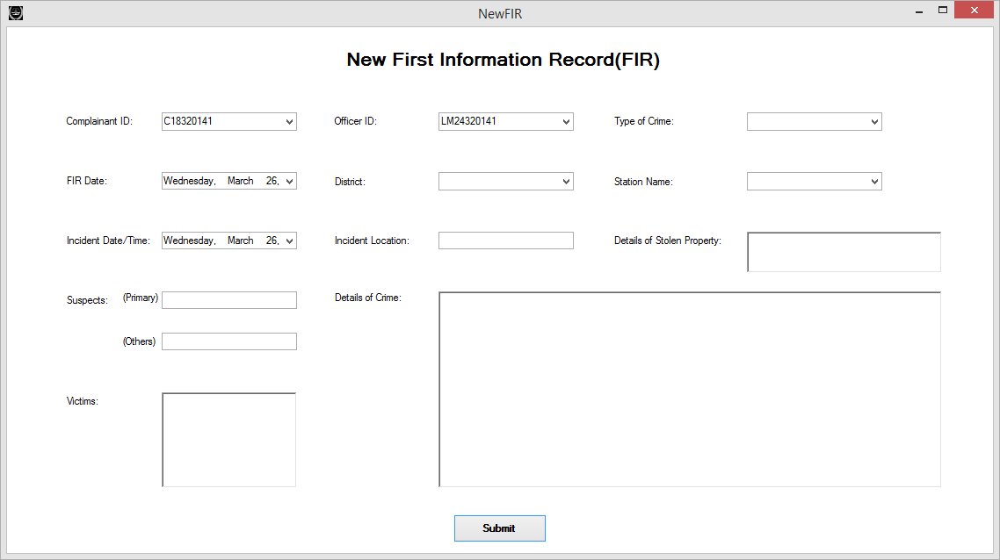 NewFIR
New First Information Record(FIR)
Complainant ID: C18320141 Officer ID: LM24320141 Type of Crime:
FIR Date: Wednesday, March 26, District: Station Name:
Incident Date/Time: Wednesday, March 26, Incident Location: Details of Stolen Property:
Suspects: (Primary) Details of Crime:
(Others)
Victims:
Submit